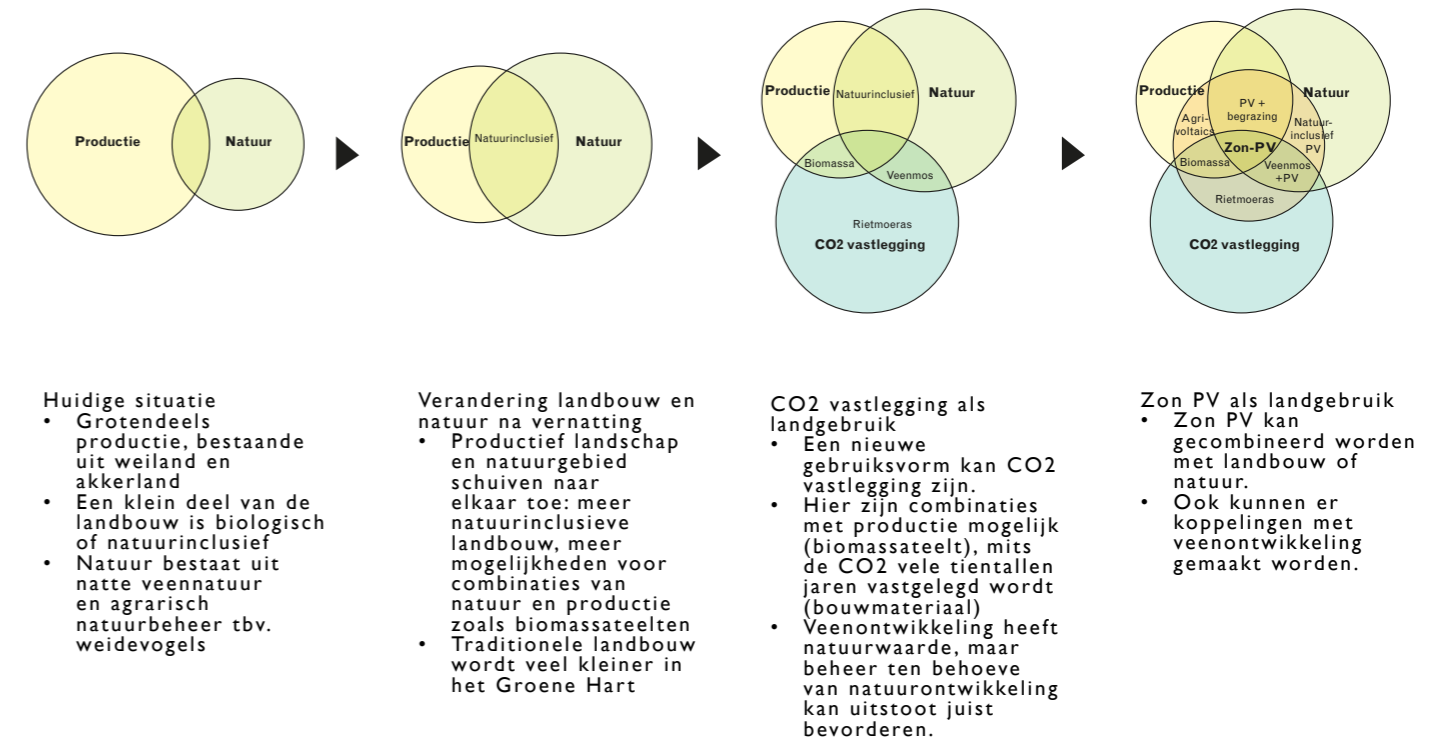 Productie
Natuur
Productie
Natuurinclusief
Natuur
Productie
Natuurinclusief
Natuur
Biomassa
Veenmos
Rietmoeras
CO2 vastlegging
Productie
Natuur
PV +
begrazing
Agri-
voltaics
Natuur-
inclusief
PV
Zon-PV
Biomassa
Veenmos
+PV
Rietmoeras
CO2 vastlegging
Huidige situatie
• Grotendeels
productie, bestaande
uit weiland en
akkerland
• Een klein deel van de
landbouw is biologisch
of natuurinclusief
• Natuur bestaat uit
natte veennatuur
en agrarisch
natuurbeheer tbv.
weidevogels
Verandering landbouw en
natuur na vernatting
• Productief landschap
en natuurgebied
schuiven naar
elkaar toe: meer
natuurinclusieve
landbouw, meer
mogelijkheden voor
combinaties van
natuur en productie
zoals biomassateelten
• Traditionele landbouw
wordt veel kleiner in
het Groene Hart
CO2 vastlegging als
landgebruik
• Een nieuwe
gebruiksvorm kan CO2
vastlegging zijn.
• Hier zijn combinaties
met productie mogelijk
(biomassateelt), mits
de CO2 vele tientallen
jaren vastgelegd wordt
(bouwmateriaal)
• Veenontwikkeling heeft
natuurwaarde, maar
beheer ten behoeve
van natuurontwikkeling
kan uitstoot juist
bevorderen.
Zon PV als landgebruik
• Zon PV kan
gecombineerd worden
met landbouw of
natuur.
• Ook kunnen er
koppelingen met
veenontwikkeling
gemaakt worden.